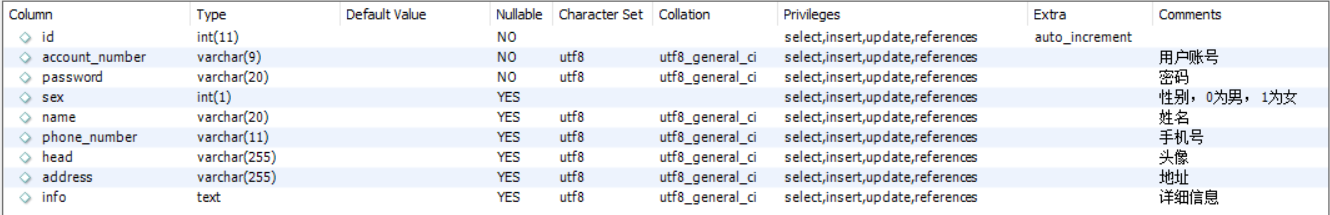 Column Type Default Value Nullable Character Set Collation Privileges Extra Comments
id int(11) NO select,insert,update,references auto_increment
account_number varchar(9) NO utf8 utf8_general_ci select,insert,update,references 用户账号
password varchar(20) NO utf8 utf8_general_ci select,insert,update,references 密码
sex int(1) YES select,insert,update,references 性别，0为男，1为女
name varchar(20) YES utf8 utf8_general_ci select,insert,update,references 姓名
phone_number varchar(11) YES utf8 utf8_general_ci select,insert,update,references 手机号
head varchar(255) YES utf8 utf8_general_ci select,insert,update,references 头像
address varchar(255) YES utf8 utf8_general_ci select,insert,update,references 地址
info text YES utf8 utf8_general_ci select,insert,update,references 详细信息